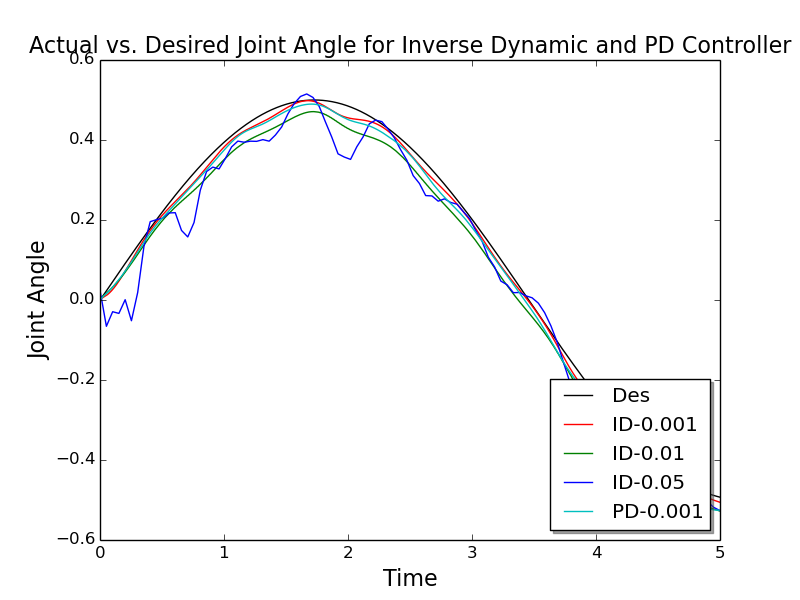 Actual vs. Desired Joint Angle for Inverse Dynamic and PD Controller
0.6
0.4
0.2
0.0
−0.2
−0.4
−0.6
Joint Angle
0 1 2 3 4 5
Time
Des
ID-0.001
ID-0.01
ID-0.05
PD-0.001